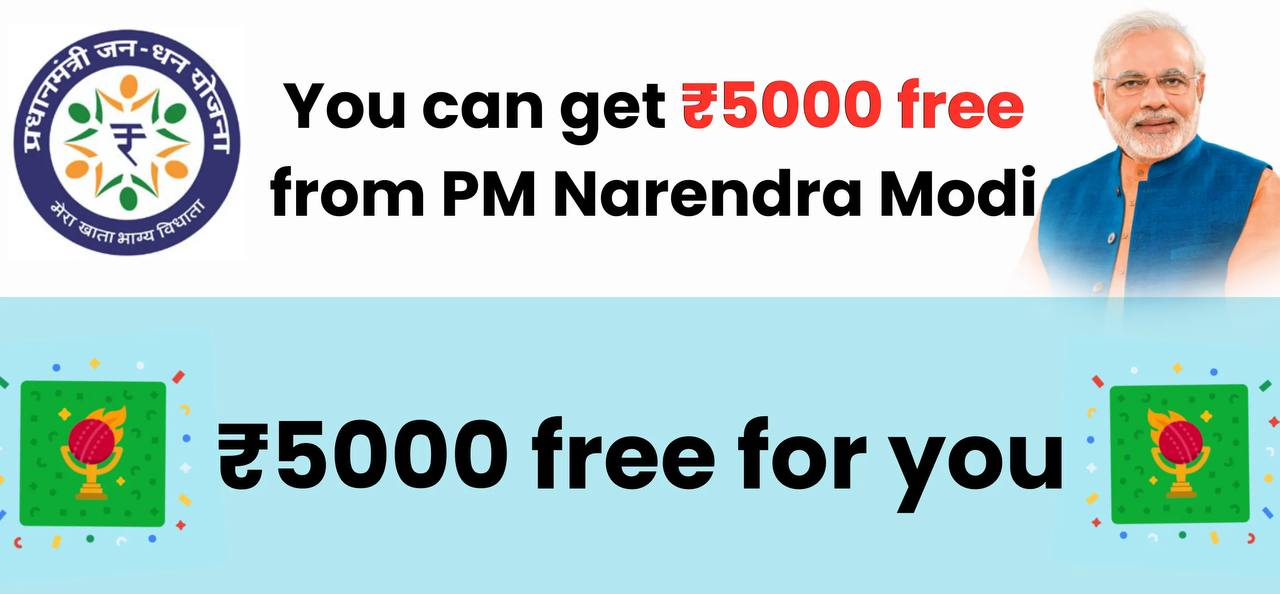 प्रधानमंत्री जन-धन योजना
मेरा खाता भाग्य विधाता
You can get ₹5000 free
from PM Narendra Modi
₹5000 free for you